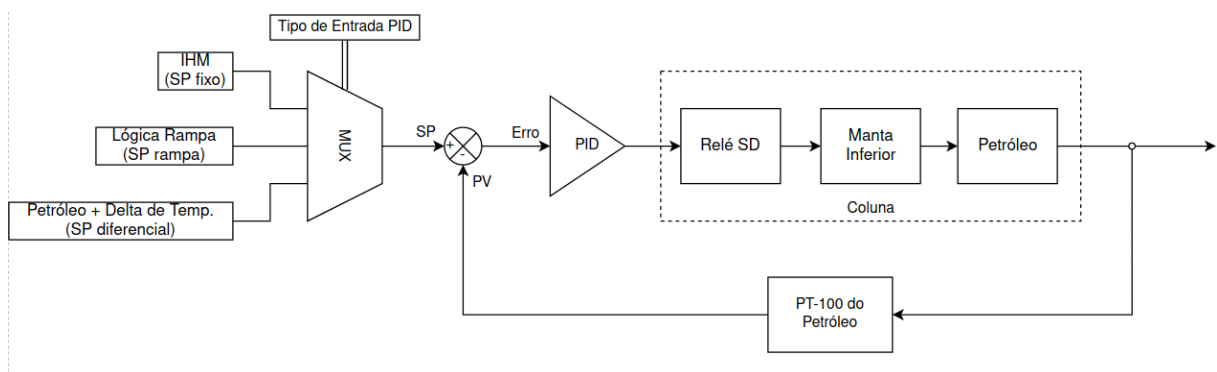 Tipo de Entrada PID
IHM
(SP fixo)
Lógica Rampa
(SP rampa)
Petróleo + Delta de Temp.
(SP diferencial)
MUX
SP
+
-
PV
Erro
PID
Relé SD
Manta
Inferior
Petróleo
Coluna
PT-100 do
Petróleo